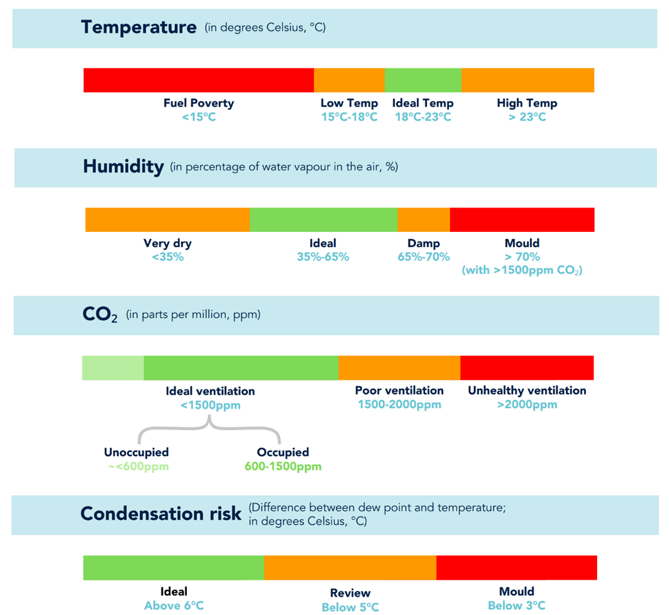 Temperature (in degrees Celsius, °C)
Fuel Poverty Low Temp Ideal Temp High Temp
<15°C 15°C-18°C 18°C-23°C > 23°C
Humidity (in percentage of water vapour in the air, %)
Very dry Ideal Damp Mould
<35% 35%-65% 65%-70% > 70%
(with >1500ppm CO₂)
CO₂ (in parts per million, ppm)
Ideal ventilation Poor ventilation Unhealthy ventilation
<1500ppm 1500-2000ppm >2000ppm
Unoccupied Occupied
~<600ppm 600-1500ppm
Condensation risk (Difference between dew point and temperature;
in degrees Celsius, °C)
Ideal Review Mould
Above 6°C Below 5°C Below 3°C